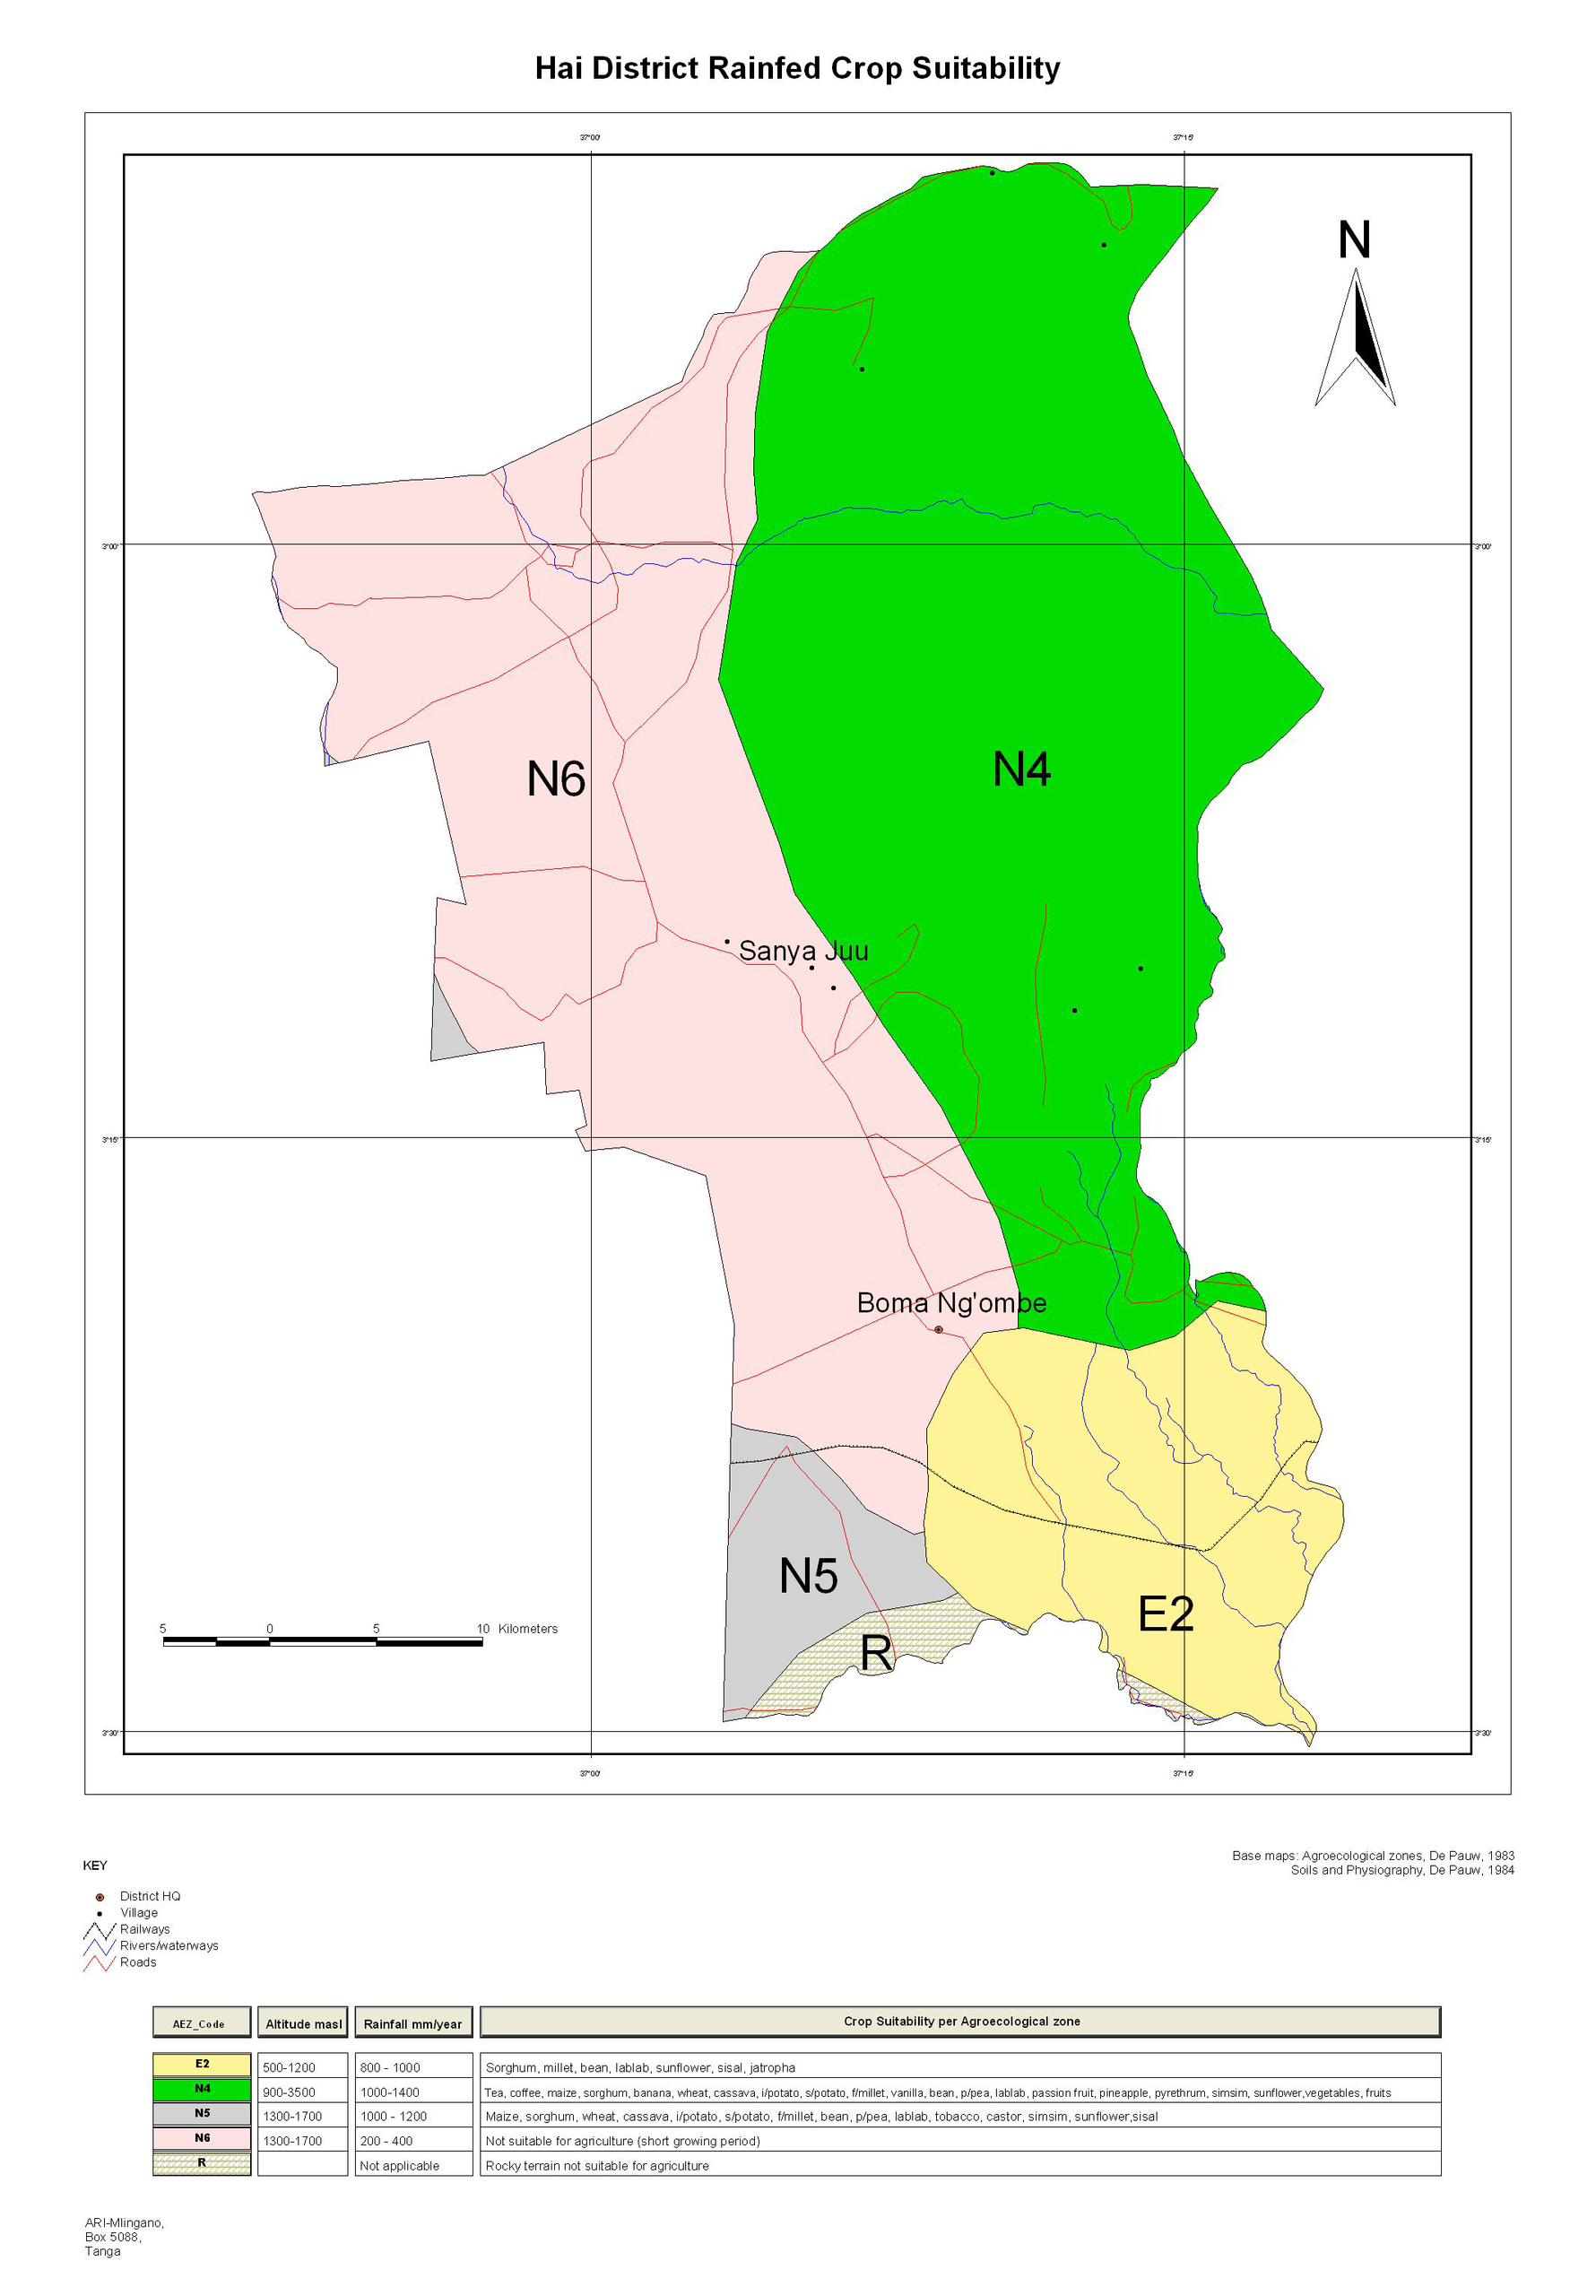 Hai District Rainfed Crop Suitability
37°00'
37°15'
N
3°00'
3°00'
N6
N4
Sanya Juu
3°15'
3°15'
Boma Ng'ombe
N5
E2
R
5 0 5 10 Kilometers
3°30'
3°30'
37°00'
37°15'
Base maps: Agroecological zones, De Pauw, 1983
Soils and Physiography, De Pauw, 1984
KEY
District HQ
Village
Railways
Rivers/waterways
Roads
AEZ_Code Altitude masl Rainfall mm/year Crop Suitability per Agroecological zone
E2 500-1200 800 - 1000 Sorghum, millet, bean, lablab, sunflower, sisal, jatropha
N4 900-3500 1000-1400 Tea, coffee, maize, sorghum, banana, wheat, cassava, i/potato, s/potato, f/millet, vanilla, bean, p/pea, lablab, passion fruit, pineapple, pyrethrum, simsim, sunflower,vegetables, fruits
N5 1300-1700 1000 - 1200 Maize, sorghum, wheat, cassava, i/potato, s/potato, f/millet, bean, p/pea, lablab, tobacco, castor, simsim, sunflower,sisal
N6 1300-1700 200 - 400 Not suitable for agriculture (short growing period)
R Not applicable Rocky terrain not suitable for agriculture
ARI-Mlingano,
Box 5088,
Tanga